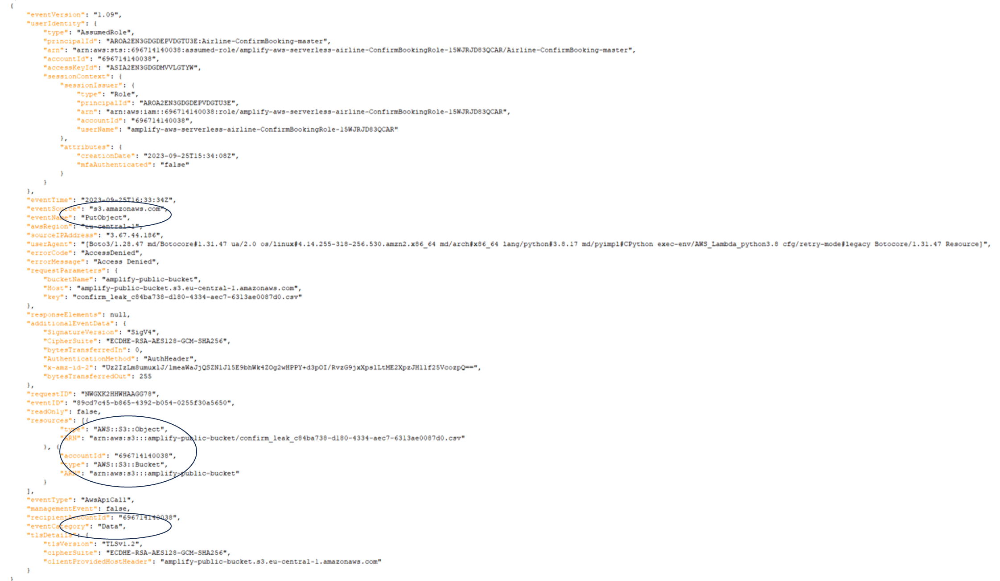 {
"eventVersion": "1.09",
"userIdentity": {
"type": "AssumedRole",
"principalId": "AROA2EN3GDGDEPVDGTU3E:Airline-ConfirmBooking-master",
"arn": "arn:aws:sts::696714140038:assumed-role/amplify-aws-serverless-airline-ConfirmBookingRole-15WJRJD83QCAR/Airline-ConfirmBooking-master",
"accountId": "696714140038",
"accessKeyId": "ASIA2EN3GDGDMVVLGTYW",
"sessionContext": {
"sessionIssuer": {
"type": "Role",
"principalId": "AROA2EN3GDGDEPVDGTU3E",
"arn": "arn:aws:iam::696714140038:role/amplify-aws-serverless-airline-ConfirmBookingRole-15WJRJD83QCAR",
"accountId": "696714140038",
"userName": "amplify-aws-serverless-airline-ConfirmBookingRole-15WJRJD83QCAR"
},
"attributes": {
"creationDate": "2023-09-25T15:34:08Z",
"mfaAuthenticated": "false"
}
}
},
"eventTime": "2023-09-25T16:33:34Z",
"eventSource": "s3.amazonaws.com",
"eventName": "PutObject",
"awsRegion": "eu-central-1",
"sourceIPAddress": "3.67.44.186",
"userAgent": "[Boto3/1.28.47 md/Botocore#1.31.47 ua/2.0 os/linux#4.14.255-318-256.530.amzn2.x86_64 md/arch#x86_64 lang/python#3.8.17 md/pyimpl#CPython exec-env/AWS_Lambda_python3.8 cfg/retry-mode#legacy Botocore/1.31.47 Resource]",
"errorCode": "AccessDenied",
"errorMessage": "Access Denied",
"requestParameters": {
"bucketName": "amplify-public-bucket",
"Host": "amplify-public-bucket.s3.eu-central-1.amazonaws.com",
"key": "confirm_leak_c84ba738-d180-4334-aec7-6313ae0087d0.csv"
},
"responseElements": null,
"additionalEventData": {
"SignatureVersion": "SigV4",
"CipherSuite": "ECDHE-RSA-AES128-GCM-SHA256",
"bytesTransferredIn": 0,
"AuthenticationMethod": "AuthHeader",
"x-amz-id-2": "Uz2IzLm8umux1J/lmeaWaJjQSZN1J15E9bhWk4ZOg2wHPPY+d3pOI/RvzG9jxXps1LtME2XpzJH11f25VcozpQ==",
"bytesTransferredOut": 255
},
"requestID": "NWGXK2HHWHAAGG78",
"eventID": "89cd7c45-b865-4392-b054-0255f30a5650",
"readOnly": false,
"resources": [{
"type": "AWS::S3::Object",
"ARN": "arn:aws:s3:::amplify-public-bucket/confirm_leak_c84ba738-d180-4334-aec7-6313ae0087d0.csv"
}, {
"accountId": "696714140038",
"type": "AWS::S3::Bucket",
"ARN": "arn:aws:s3:::amplify-public-bucket"
}
],
"eventType": "AwsApiCall",
"managementEvent": false,
"recipientAccountId": "696714140038",
"eventCategory": "Data",
"tlsDetails": {
"tlsVersion": "TLSv1.2",
"cipherSuite": "ECDHE-RSA-AES128-GCM-SHA256",
"clientProvidedHostHeader": "amplify-public-bucket.s3.eu-central-1.amazonaws.com"
}
}